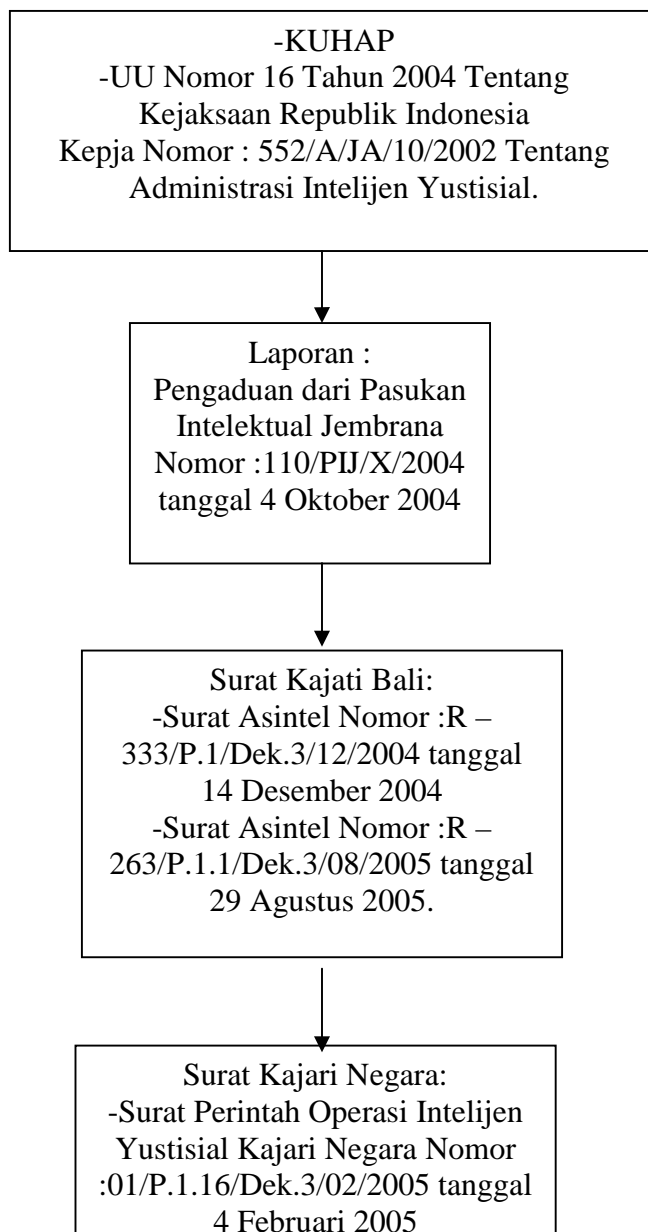 -KUHAP
-UU Nomor 16 Tahun 2004 Tentang
Kejaksaan Republik Indonesia
Kepja Nomor : 552/A/JA/10/2002 Tentang
Administrasi Intelijen Yustisial.
Laporan :
Pengaduan dari Pasukan
Intelektual Jembrana
Nomor :110/PIJ/X/2004
tanggal 4 Oktober 2004
Surat Kajati Bali:
-Surat Asintel Nomor :R –
333/P.1/Dek.3/12/2004 tanggal
14 Desember 2004
-Surat Asintel Nomor :R –
263/P.1.1/Dek.3/08/2005 tanggal
29 Agustus 2005.
Surat Kajari Negara:
-Surat Perintah Operasi Intelijen
Yustisial Kajari Negara Nomor
:01/P.1.16/Dek.3/02/2005 tanggal
4 Februari 2005